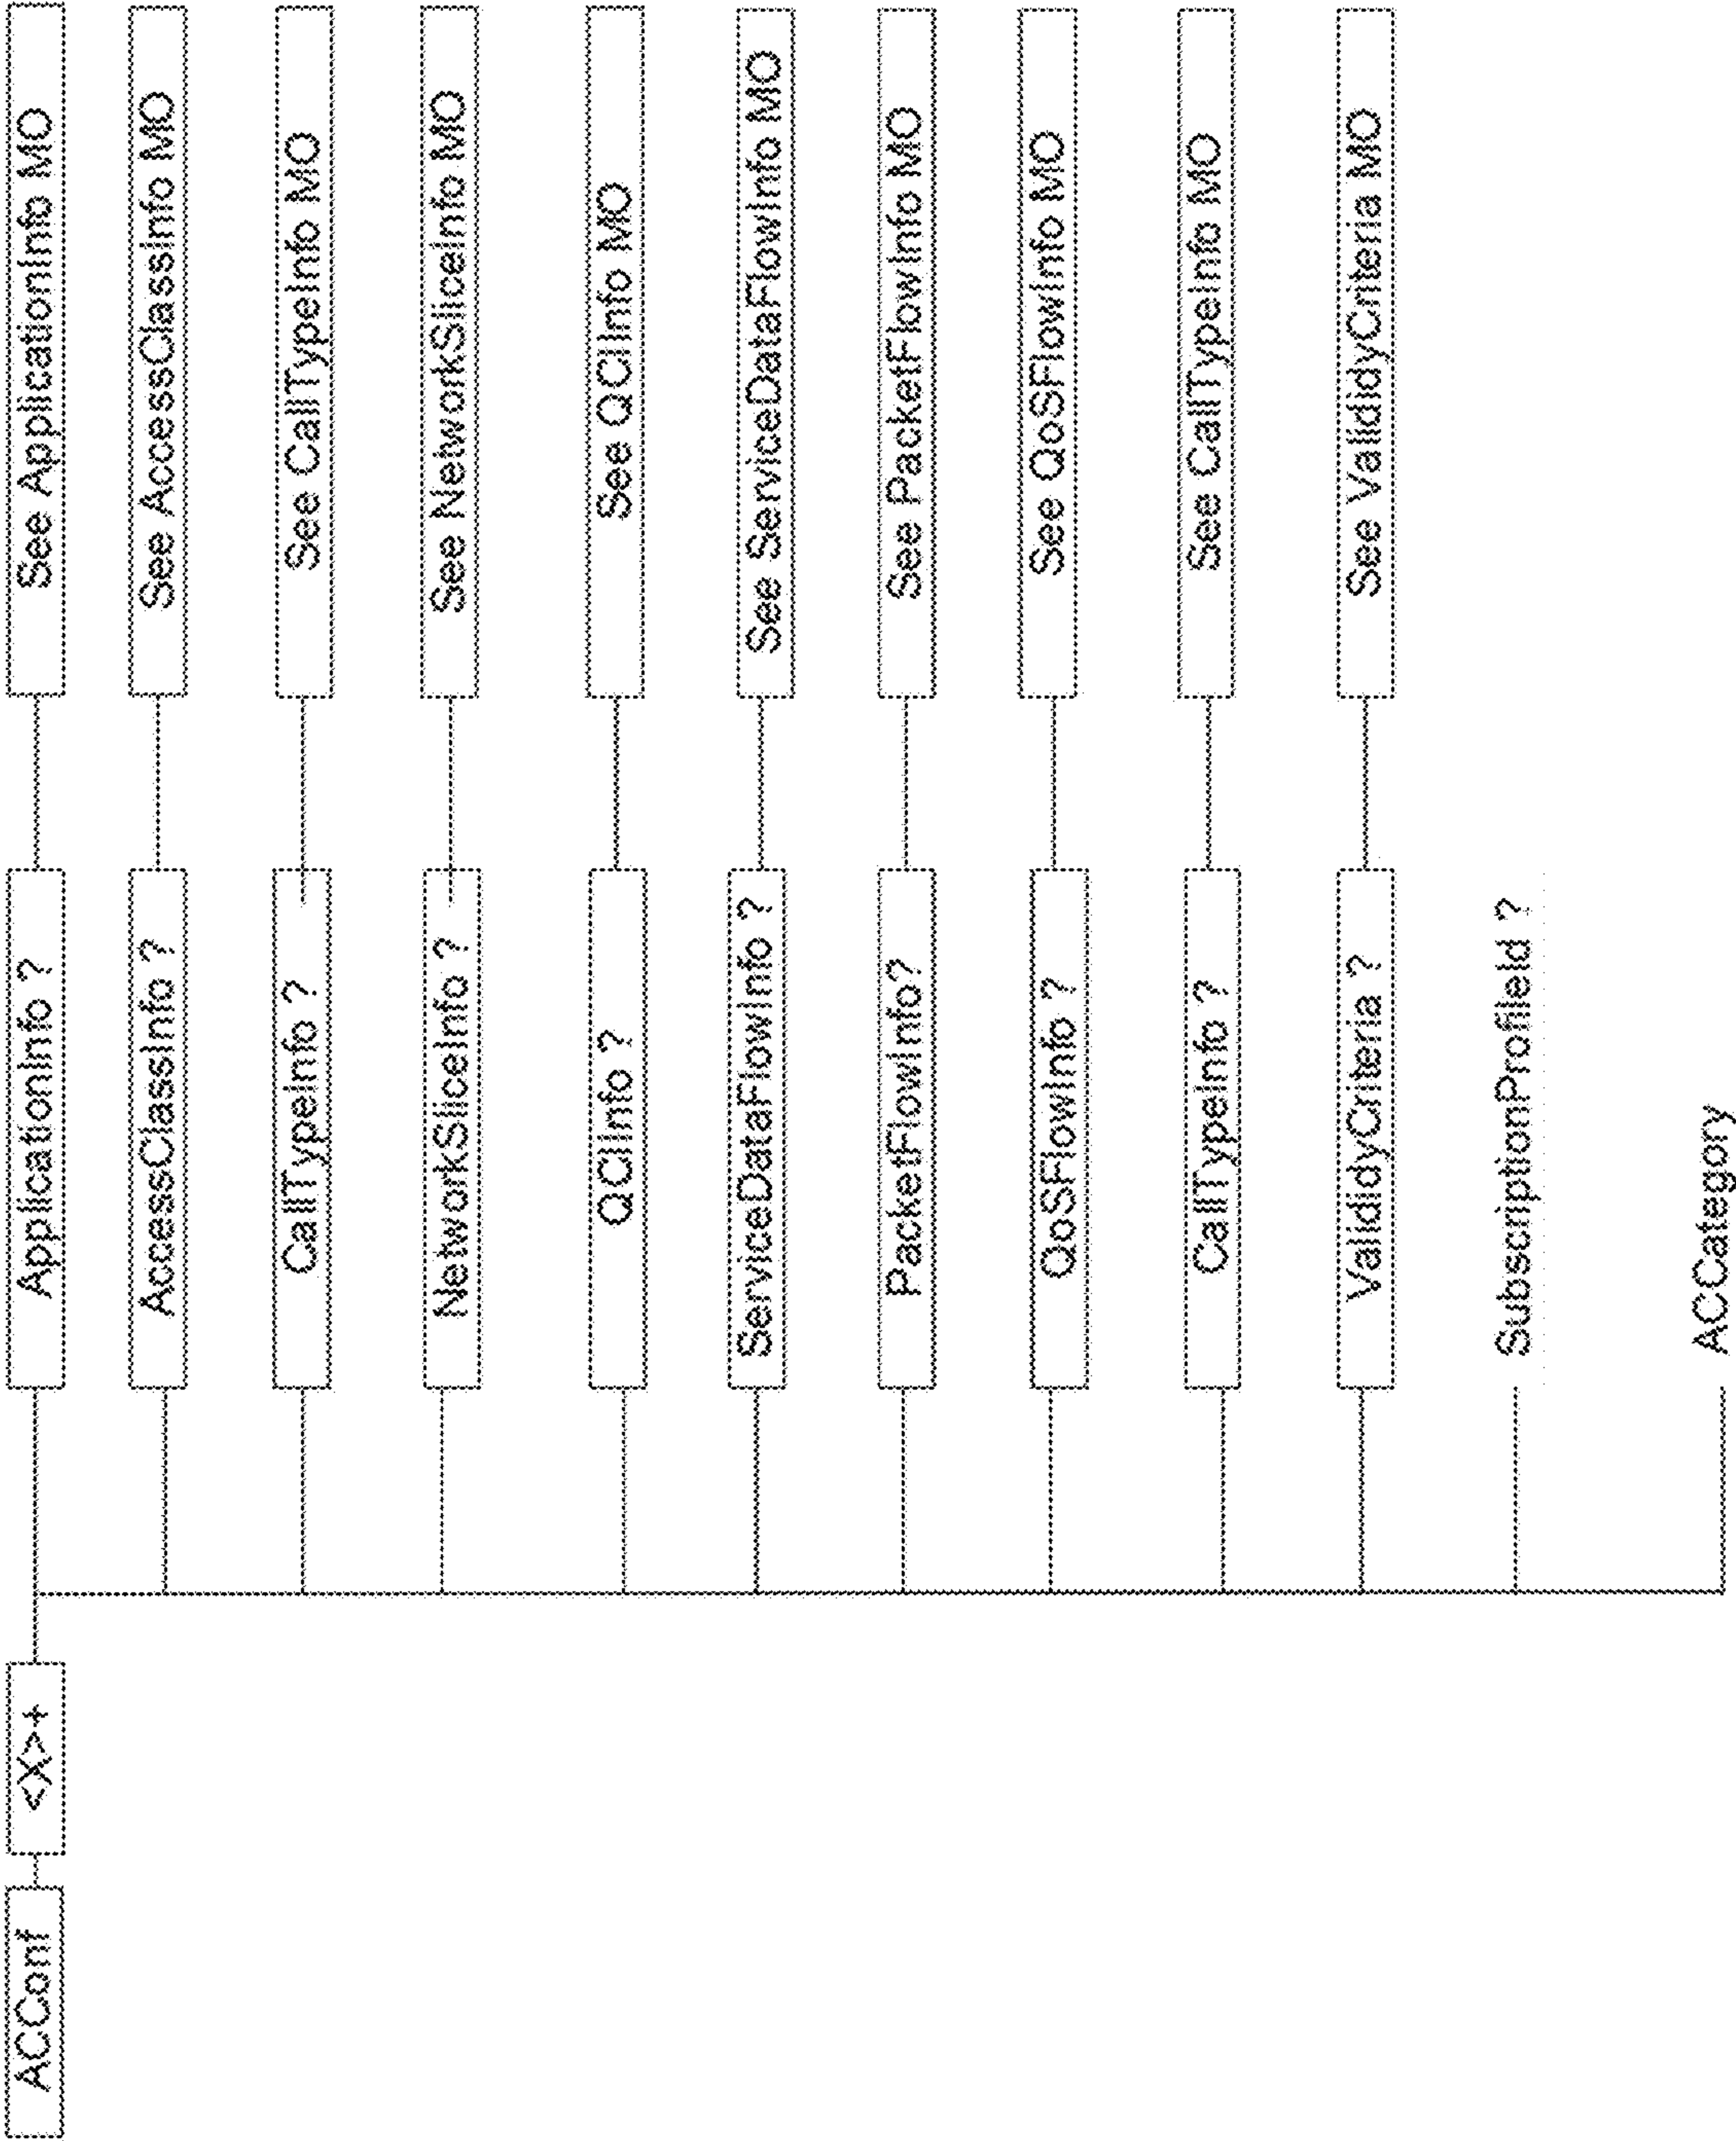 ACConf
<X>+
ApplicationInfo ?
See ApplicationInfo MO
AccessClassInfo ?
See AccessClassInfo MO
CallTypeInfo ?
See CallTypeInfo MO
NetworkSliceInfo ?
See NetworkSliceInfo MO
QCIInfo ?
See QCIInfo MO
ServiceDataFlowInfo ?
See ServiceDataFlowInfo MO
PacketFlowInfo?
See PacketFlowInfo MO
QoSFlowInfo ?
See QoSFlowInfo MO
CallTypeInfo ?
See CallTypeInfo MO
ValididyCriteria ?
See ValididyCriteria MO
SubscriptionProfileId ?
ACCategory